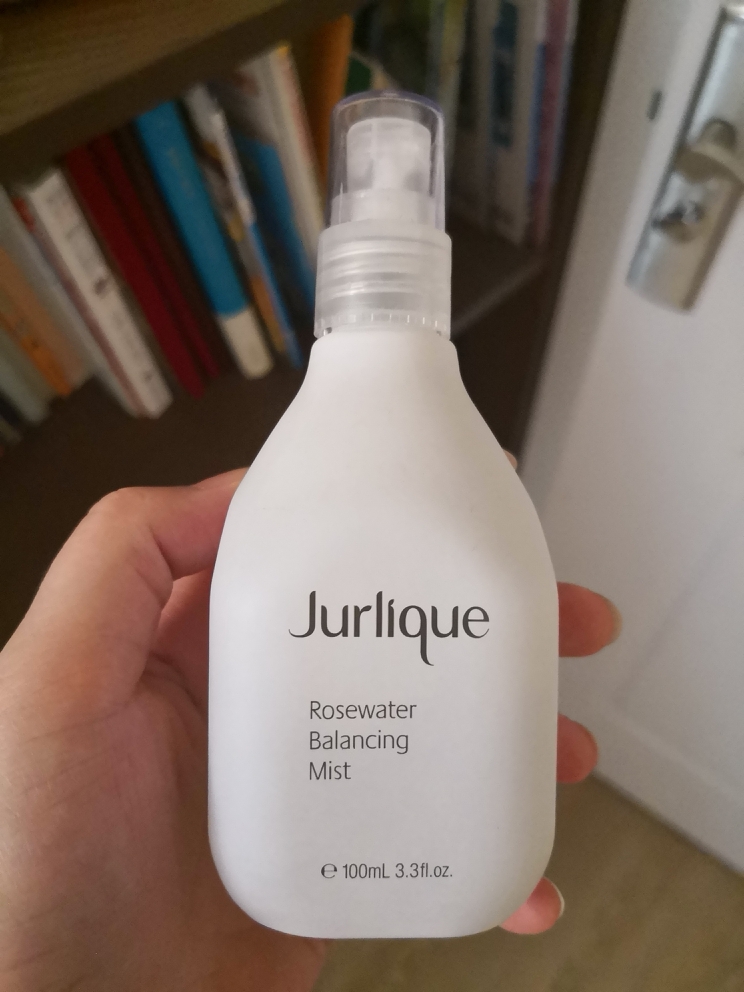 Jurlique
Rosewater
Balancing
Mist
℮ 100mL 3.3fl.oz.